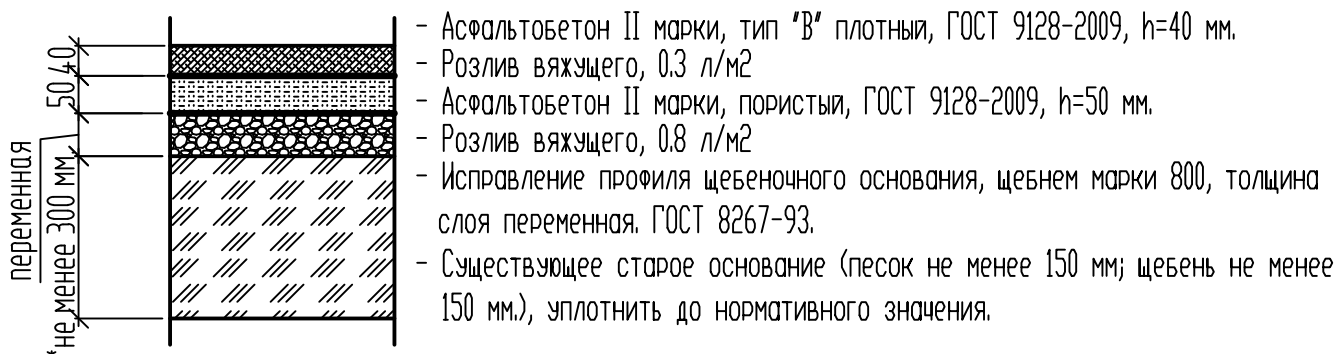 - Асфальтобетон II марки, тип "В" плотный, ГОСТ 9128-2009, h=40 мм.
- Розлив вяжущего, 0.3 л/м2
- Асфальтобетон II марки, пористый, ГОСТ 9128-2009, h=50 мм.
- Розлив вяжущего, 0.8 л/м2
- Исправление профиля щебеночного основания, щебнем марки 800, толщина
слоя переменная. ГОСТ 8267-93.
- Существующее старое основание (песок не менее 150 мм; щебень не менее
150 мм.), уплотнить до нормативного значения.
40
50
переменная
*не менее 300 мм